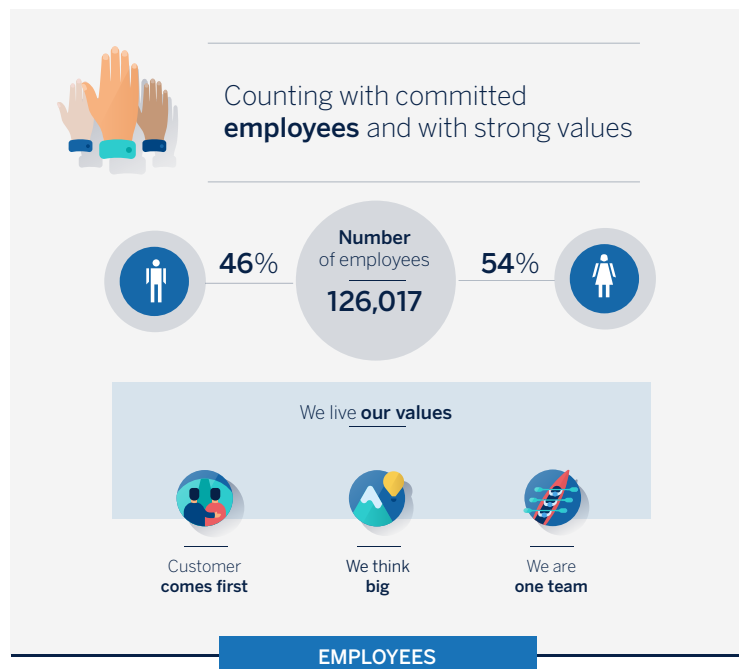 Counting with committed
employees and with strong values
46%
Number
of employees
126,017
54%
We live our values
Customer
comes first
We think
big
We are
one team
EMPLOYEES